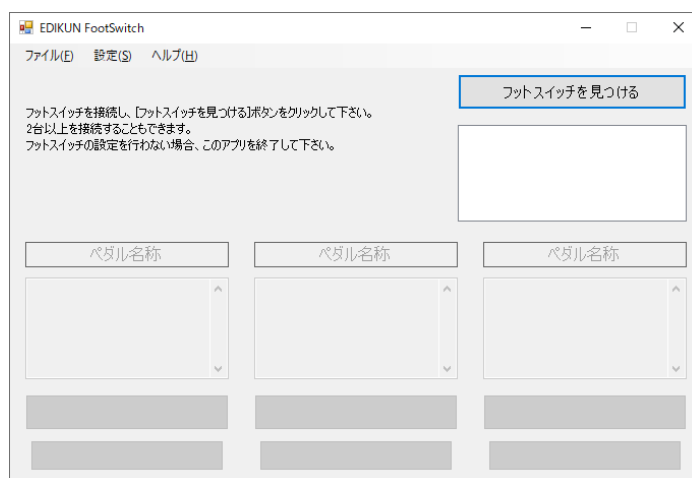 EDIKUN FootSwitch
ファイル(F) 設定(S) ヘルプ(H)
フットスイッチを見つける
フットスイッチを接続し、[フットスイッチを見つける]ボタンをクリックして下さい。
2台以上を接続することもできます。
フットスイッチの設定を行わない場合、このアプリを終了して下さい。
ペダル名称 ペダル名称 ペダル名称